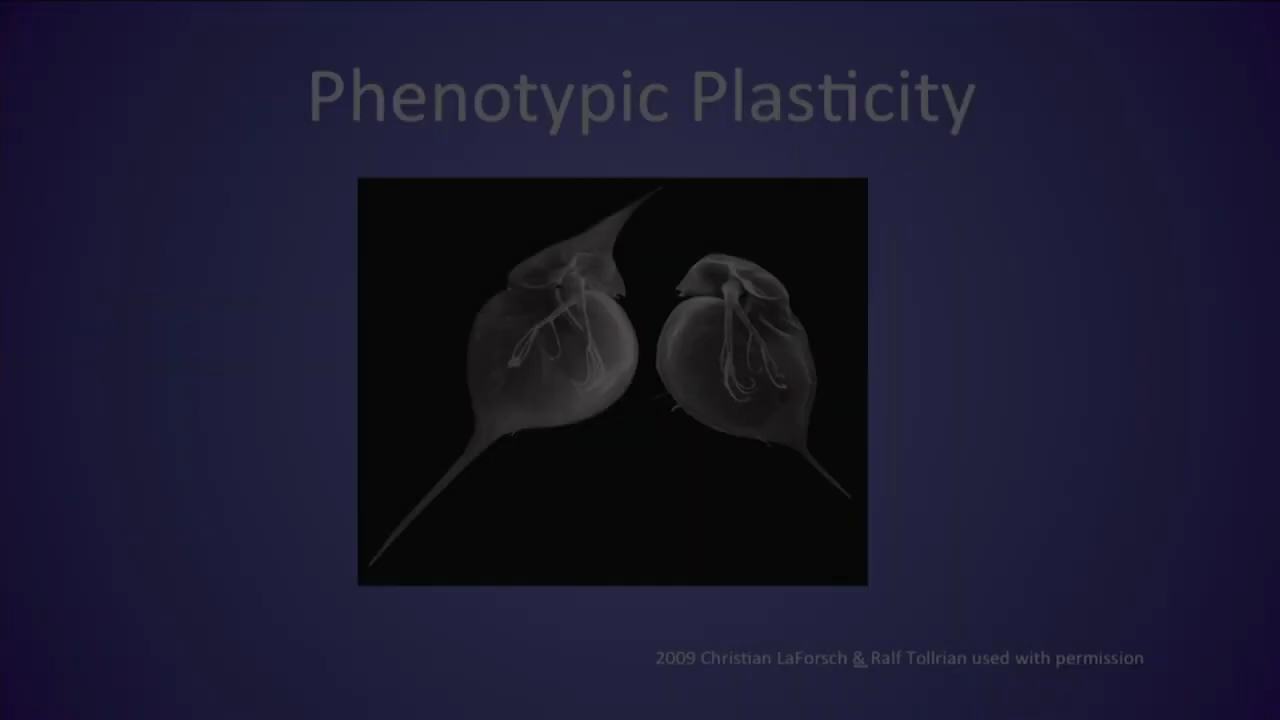 Phenotypic Plasticity
2009 Christian LaForsch & Ralf Tollrian used with permission